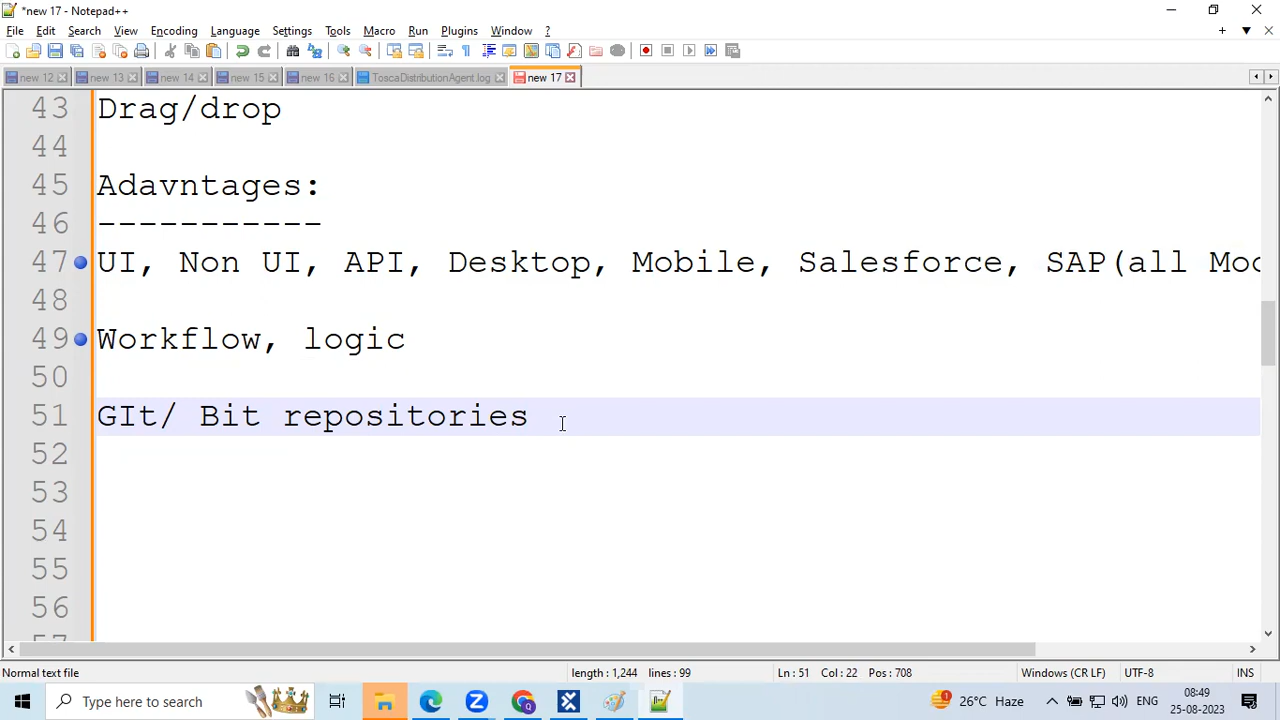 *new 17 - Notepad++
File Edit Search View Encoding Language Settings Tools Macro Run Plugins Window ?
new 12 new 13 new 14 new 15 new 16 ToscaDistributionAgent.log new 17
43 Drag/drop
44
45 Adavntages:
46 -----------
47 UI, Non UI, API, Desktop, Mobile, Salesforce, SAP(all Moc
48
49 Workflow, logic
50
51 GIt/ Bit repositories
52
53
54
55
56
57
Normal text file length : 1,244 lines : 99 Ln : 51 Col : 22 Pos : 708 Windows (CR LF) UTF-8 INS
Type here to search 26°C Haze ENG 08:49
25-08-2023